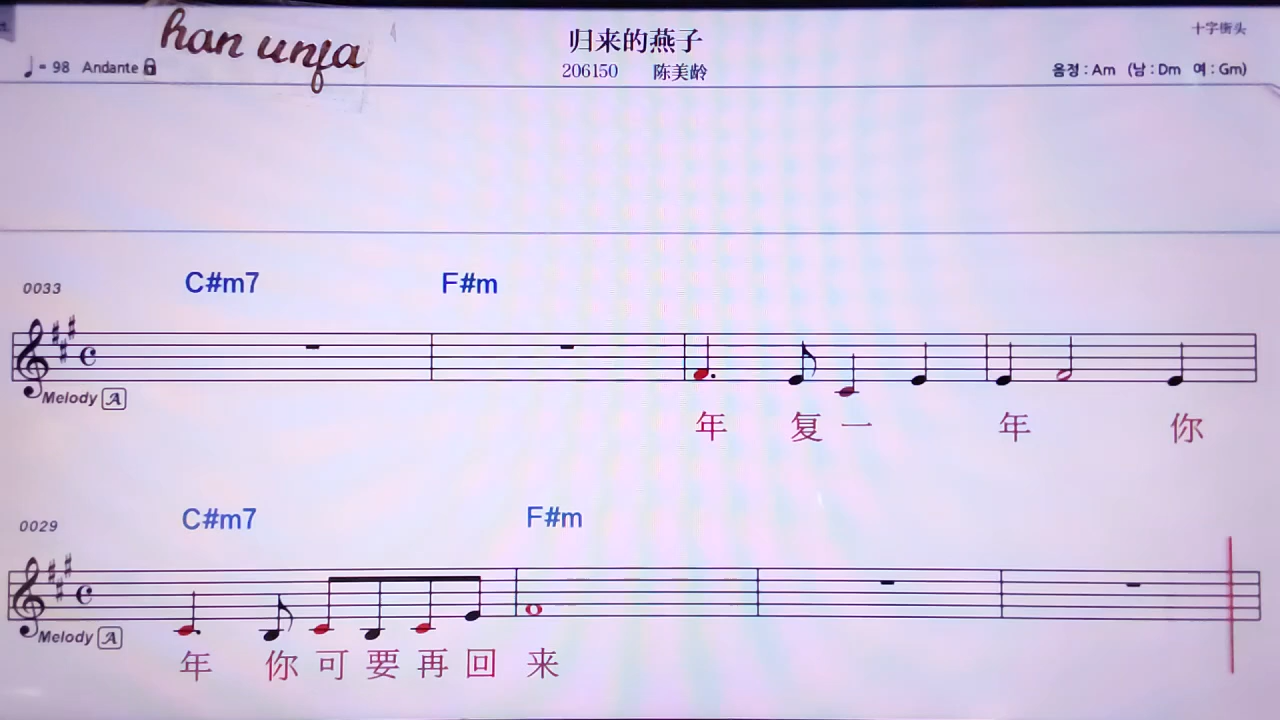 han unfa
归来的燕子
十字街头
♩= 98 Andante
206150 陈美龄
음정 : Am (남 : Dm 여 : Gm)
0033
C#m7 F#m
Melody A
年 复 一 年 你
0029
C#m7 F#m
Melody A
年 你 可 要 再 回 来